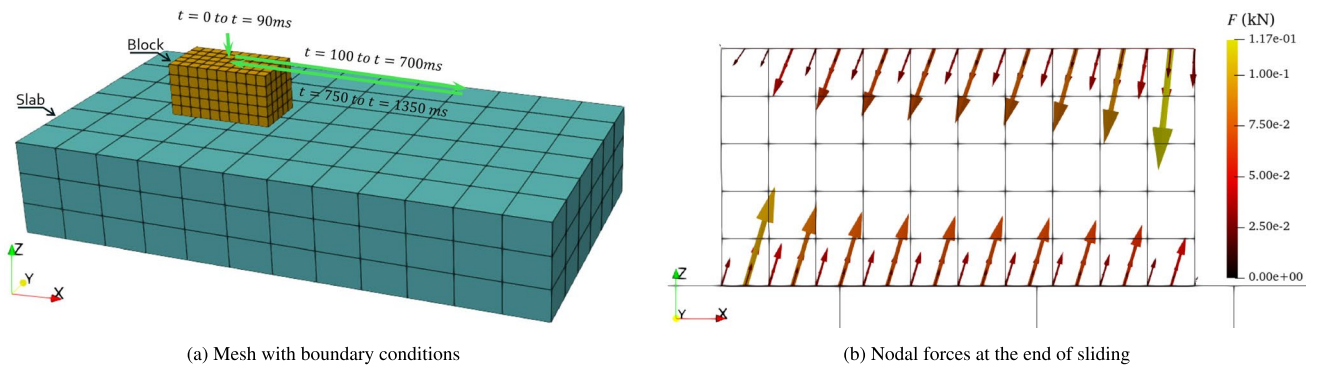 t = 0 to t = 90ms
Block
t = 100 to t = 700ms
t = 750 to t = 1350 ms
Slab
Z
Y
X
(a) Mesh with boundary conditions
F (kN)
1.17e-01
1.00e-1
7.50e-2
5.00e-2
2.50e-2
0.00e+00
Z
Y
X
(b) Nodal forces at the end of sliding